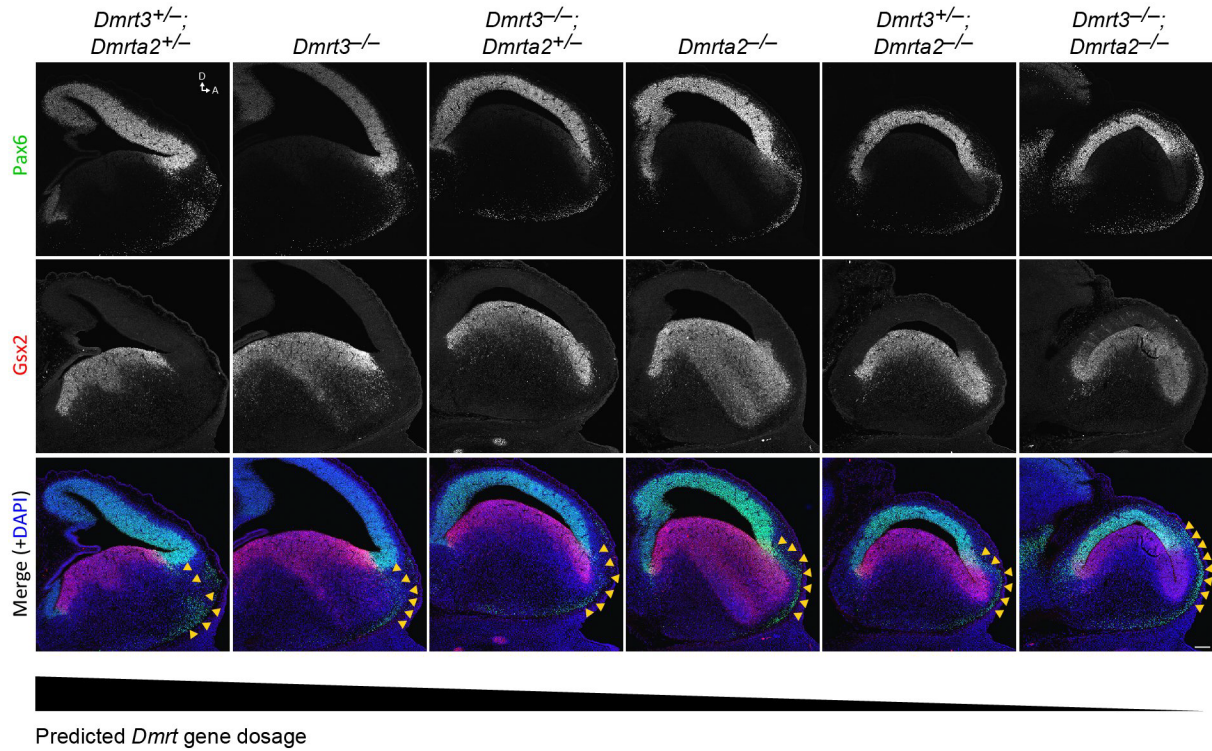 Dmrt3+/–;
Dmrta2+/–
Dmrt3–/–
Dmrt3–/–;
Dmrta2+/–
Dmrta2–/–
Dmrt3+/–;
Dmrta2–/–
Dmrt3–/–;
Dmrta2–/–
D
A
Pax6
Gsx2
Merge (+DAPI)
Predicted Dmrt gene dosage